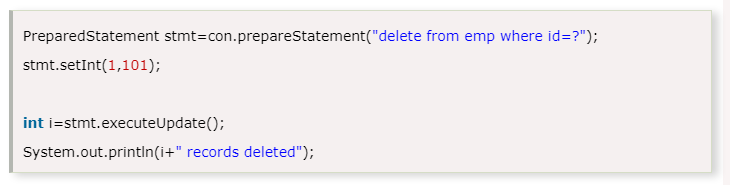 PreparedStatement stmt=con.prepareStatement("delete from emp where id=?");
stmt.setInt(1,101);
int i=stmt.executeUpdate();
System.out.println(i+" records deleted");